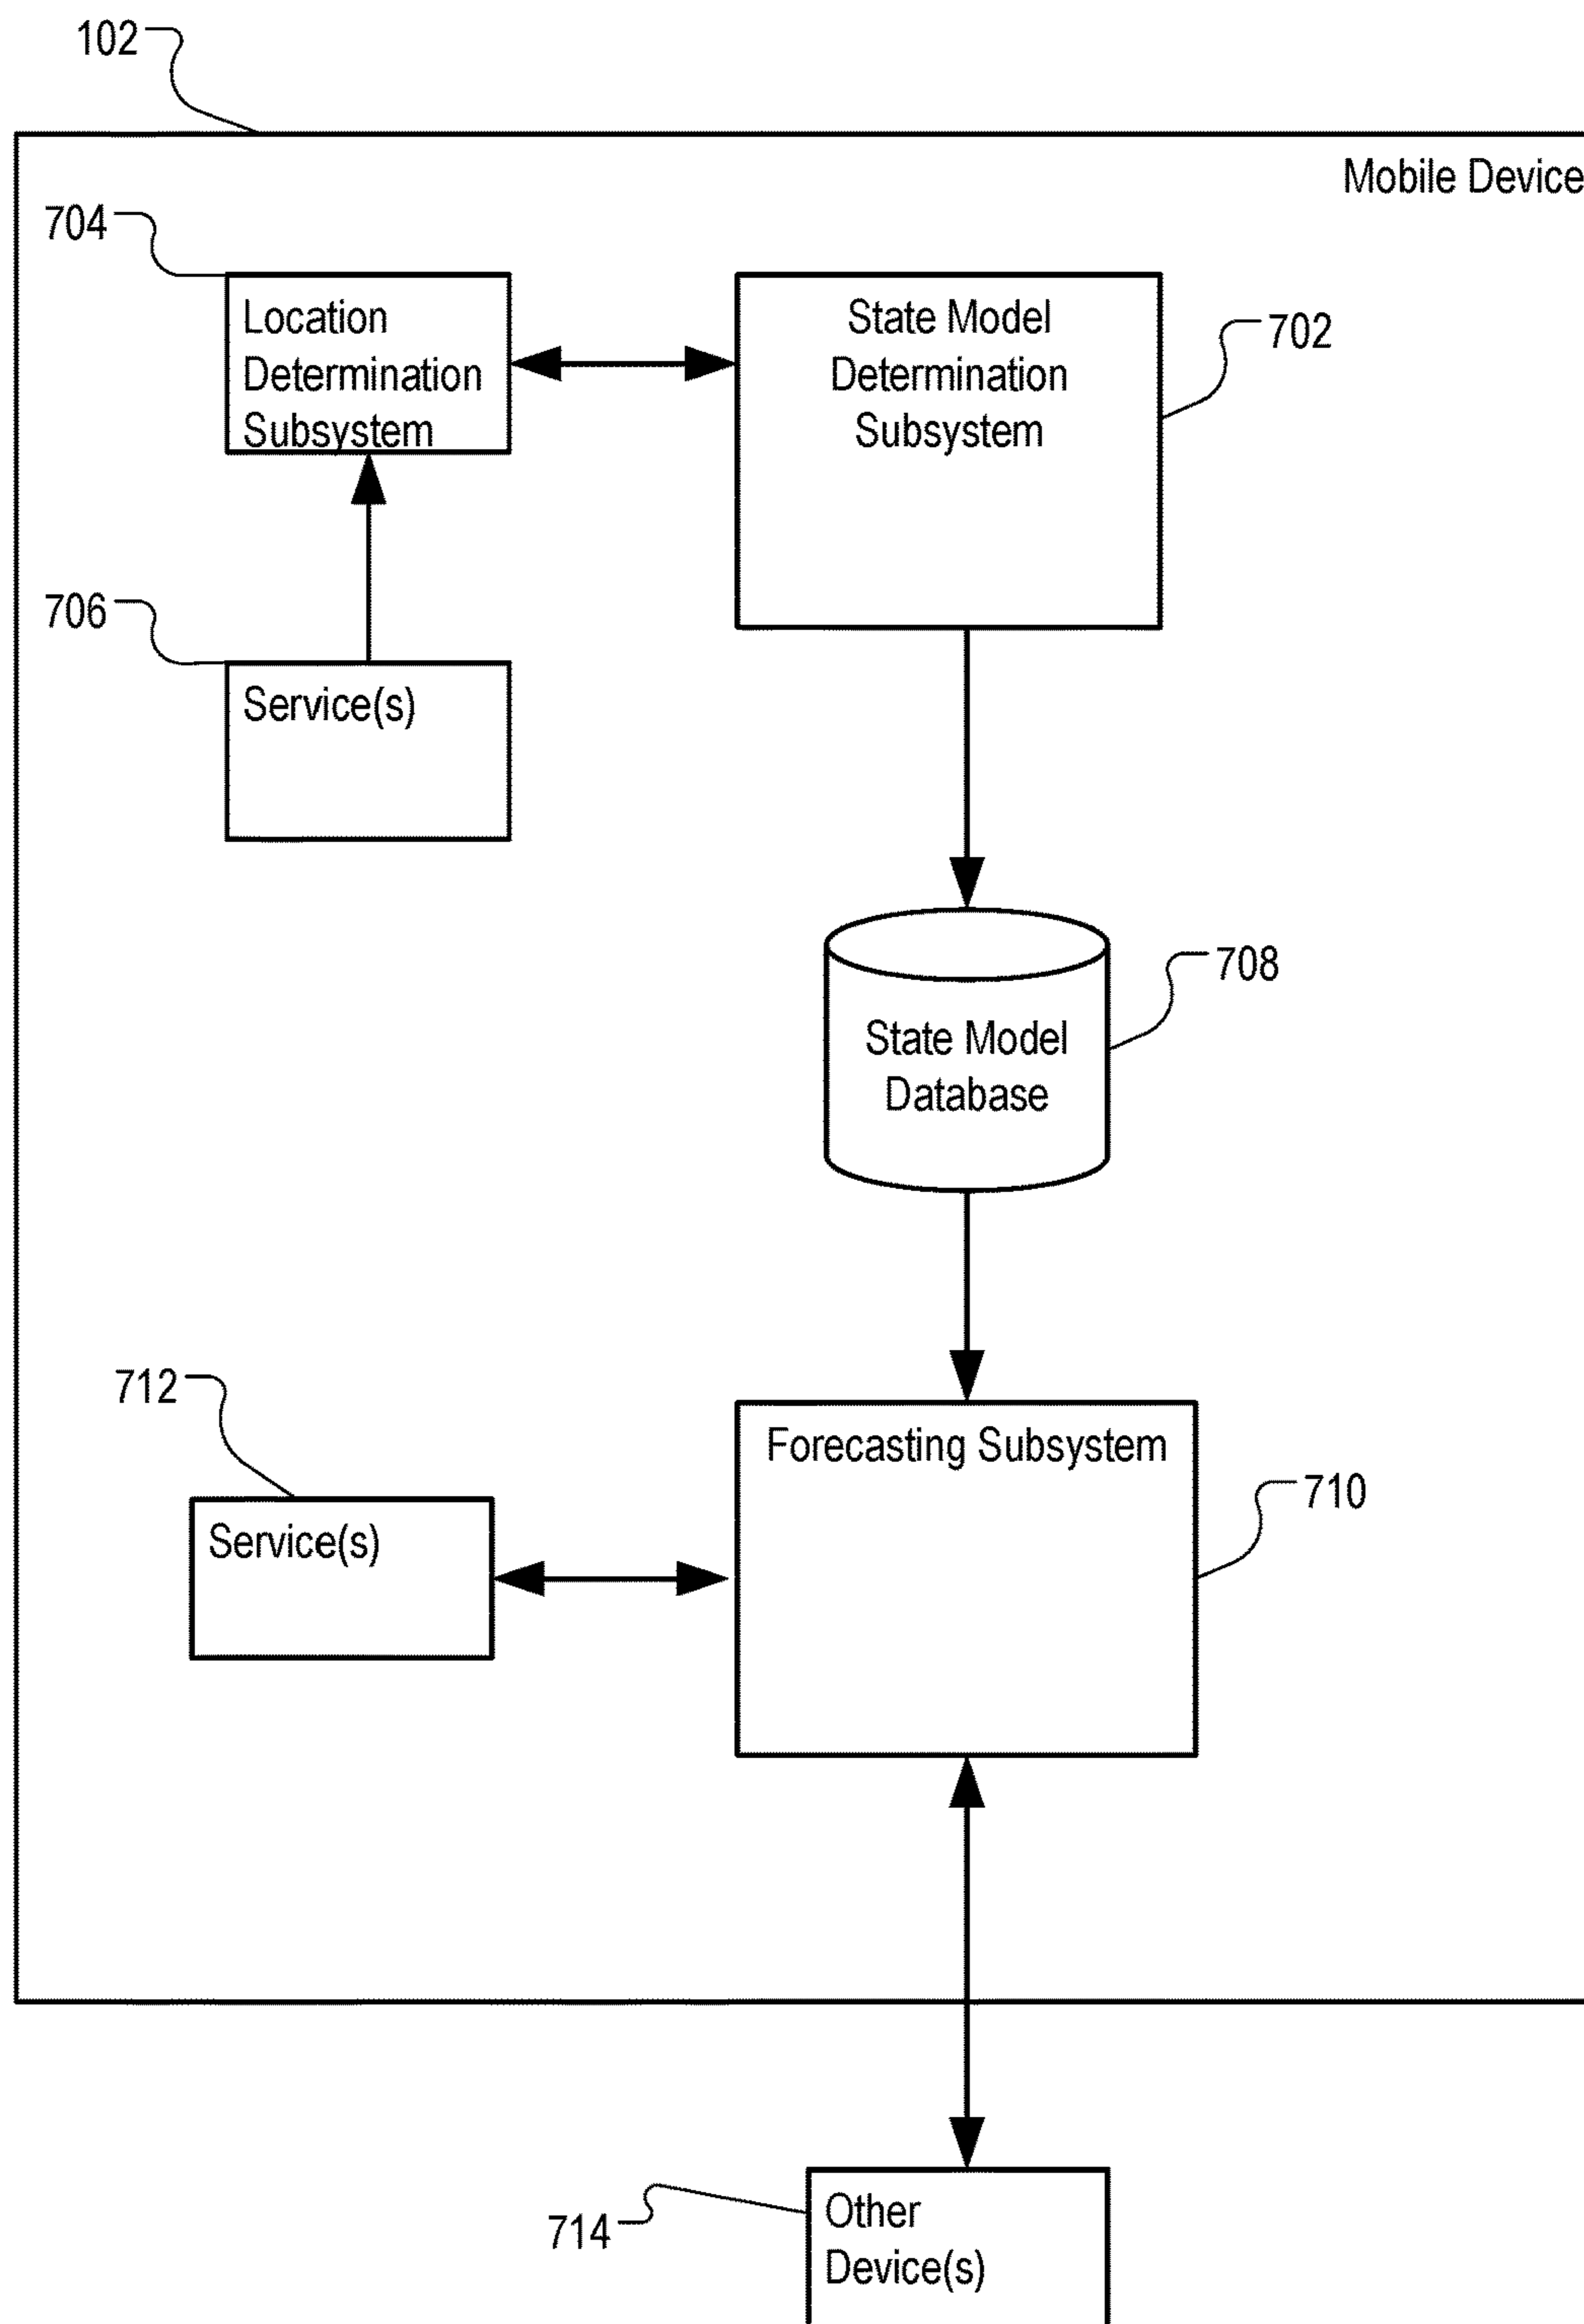 102
Mobile Device
704
Location
Determination
Subsystem
State Model
Determination
Subsystem
702
706
Service(s)
708
State Model
Database
712
Forecasting Subsystem
710
Service(s)
714
Other
Device(s)